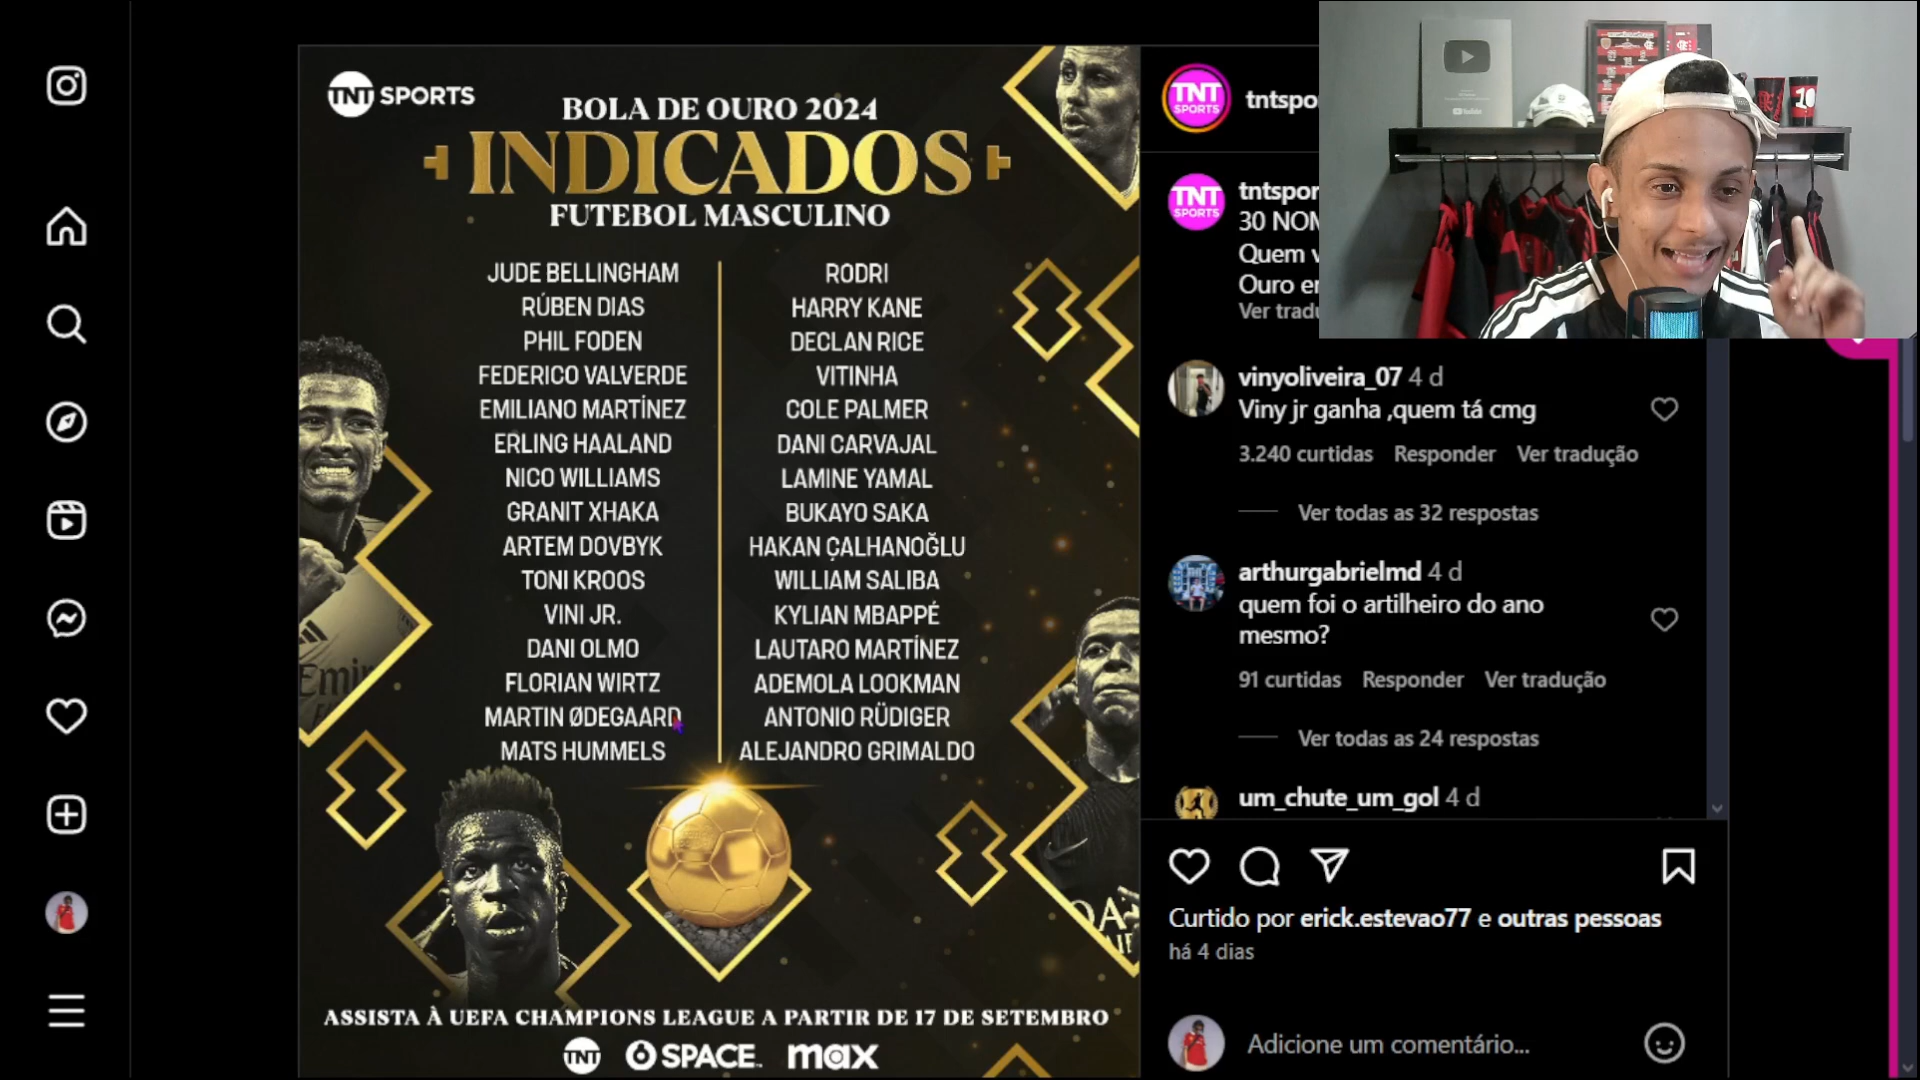 TNT SPORTS
BOLA DE OURO 2024
INDICADOS
FUTEBOL MASCULINO
JUDE BELLINGHAM
RÚBEN DIAS
PHIL FODEN
FEDERICO VALVERDE
EMILIANO MARTÍNEZ
ERLING HAALAND
NICO WILLIAMS
GRANIT XHAKA
ARTEM DOVBYK
TONI KROOS
VINI JR.
DANI OLMO
FLORIAN WIRTZ
MARTIN ØDEGAARD
MATS HUMMELS
RODRI
HARRY KANE
DECLAN RICE
VITINHA
COLE PALMER
DANI CARVAJAL
LAMINE YAMAL
BUKAYO SAKA
HAKAN ÇALHANOĞLU
WILLIAM SALIBA
KYLIAN MBAPPÉ
LAUTARO MARTÍNEZ
ADEMOLA LOOKMAN
ANTONIO RÜDIGER
ALEJANDRO GRIMALDO
ASSISTA À UEFA CHAMPIONS LEAGUE A PARTIR DE 17 DE SETEMBRO
TNT SPACE max
TNT
SPORTS
tntspo
TNT
SPORTS
tntspor
30 NOM
Quem v
Ouro e
Ver tradu
vinyoliveira_07 4 d
Viny jr ganha ,quem tá cmg
3.240 curtidas Responder Ver tradução
Ver todas as 32 respostas
arthurgabrielmd 4 d
quem foi o artilheiro do ano
mesmo?
91 curtidas Responder Ver tradução
Ver todas as 24 respostas
um_chute_um_gol 4 d
Curtido por erick.estevao77 e outras pessoas
há 4 dias
Adicione um comentário...
YouTube
10